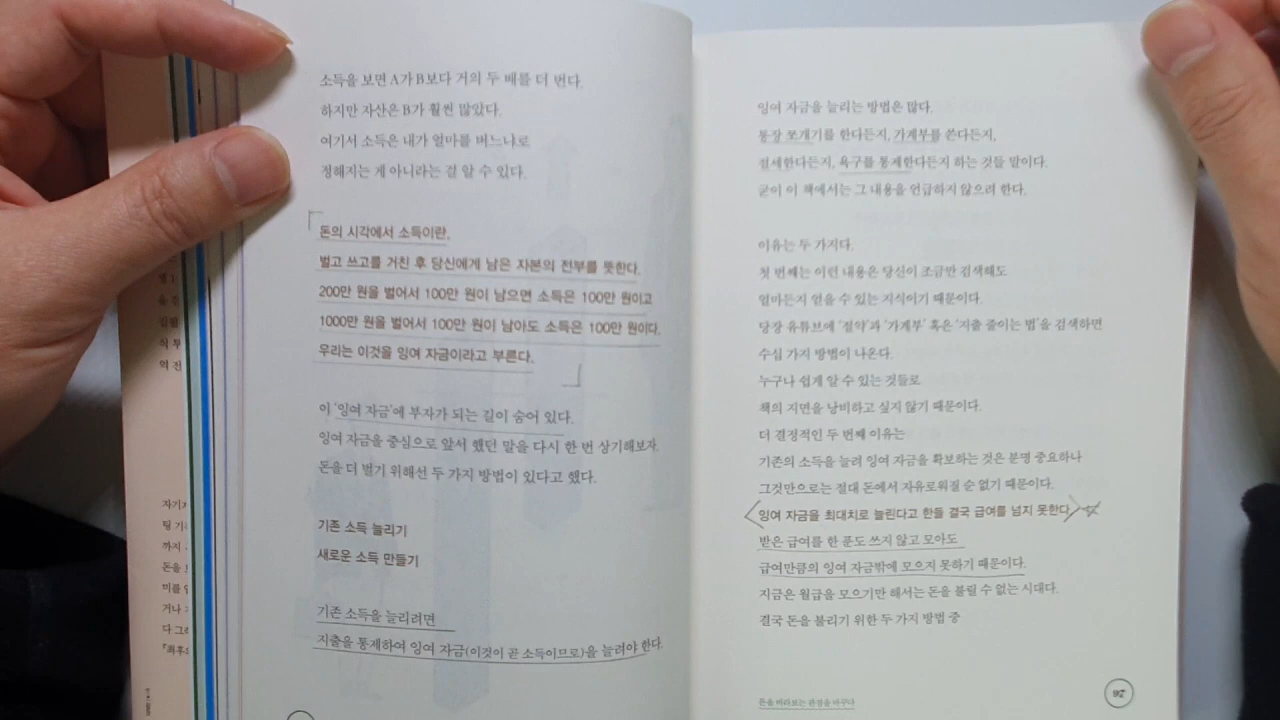 소득을 보면 A가 B보다 거의 두 배를 더 번다.
하지만 자산은 B가 훨씬 많았다.
여기서 소득은 내가 얼마를 버느냐로
정해지는 게 아니라는 걸 알 수 있다.
돈의 시각에서 소득이란,
벌고 쓰고를 거친 후 당신에게 남은 자본의 전부를 뜻한다.
200만 원을 벌어서 100만 원이 남으면 소득은 100만 원이고
1000만 원을 벌어서 100만 원이 남아도 소득은 100만 원이다.
우리는 이것을 잉여 자금이라고 부른다.
이 ‘잉여 자금’에 부자가 되는 길이 숨어 있다.
잉여 자금을 중심으로 앞서 했던 말을 다시 한 번 상기해보자.
돈을 더 벌기 위해선 두 가지 방법이 있다고 했다.
기존 소득 늘리기
새로운 소득 만들기
기존 소득을 늘리려면
지출을 통제하여 잉여 자금(이것이 곧 소득이므로)을 늘려야 한다.
잉여 자금을 늘리는 방법은 많다.
통장 쪼개기를 한다든지, 가계부를 쓴다든지,
절세한다든지, 욕구를 통제한다든지 하는 것들 말이다.
굳이 이 책에서는 그 내용을 언급하지 않으려 한다.
이유는 두 가지다.
첫 번째는 이런 내용은 당신이 조금만 검색해도
얼마든지 얻을 수 있는 지식이기 때문이다.
당장 유튜브에 ‘절약’과 ‘가계부’ 혹은 ‘지출 줄이는 법’을 검색하면
수십 가지 방법이 나온다.
누구나 쉽게 알 수 있는 것들로
책의 지면을 낭비하고 싶지 않기 때문이다.
더 결정적인 두 번째 이유는
기존의 소득을 늘려 잉여 자금을 확보하는 것은 분명 중요하나
그것만으로는 절대 돈에서 자유로워질 순 없기 때문이다.
잉여 자금을 최대치로 늘린다고 한들 결국 급여를 넘지 못한다.
받은 급여를 한 푼도 쓰지 않고 모아도
급여만큼의 잉여 자금밖에 모으지 못하기 때문이다.
지금은 월급을 모으기만 해서는 돈을 불릴 수 없는 시대다.
결국 돈을 불리기 위한 두 가지 방법 중
돈을 바라보는 관점을 바꾸다